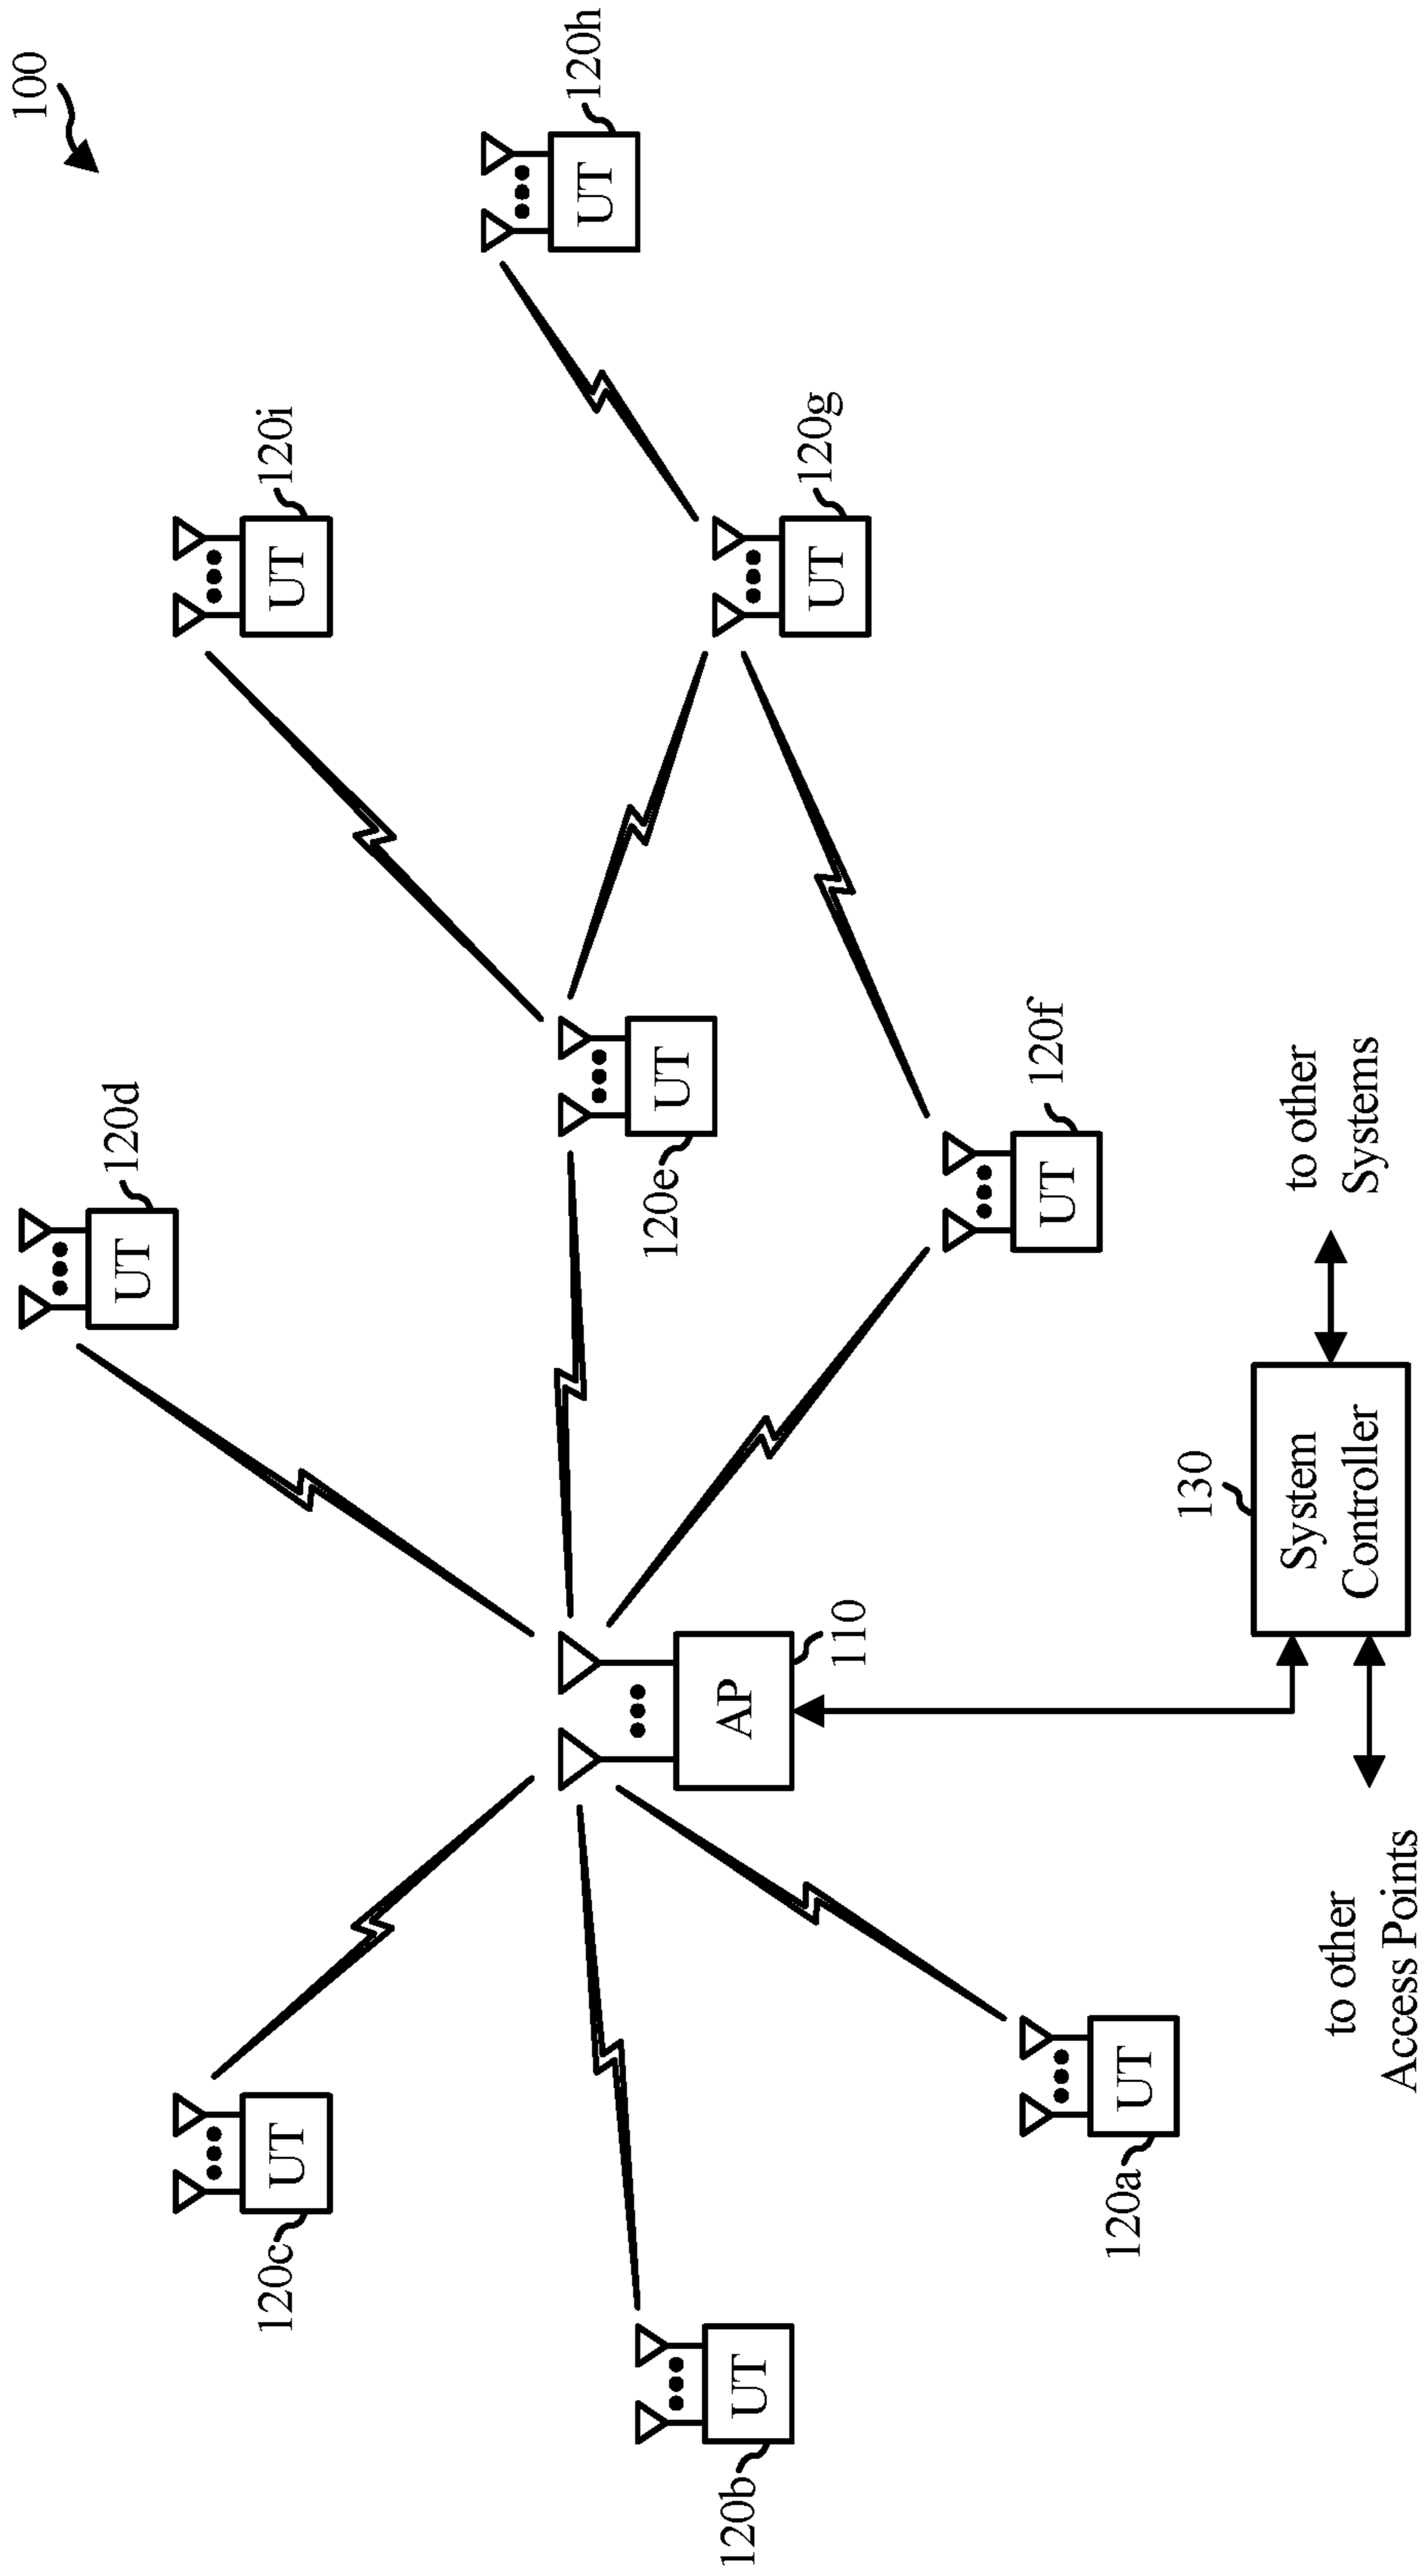 100
120d
UT
120i
UT
120c
UT
120h
UT
120e
UT
120g
UT
120b
UT
AP
110
120f
UT
120a
UT
130
System
Controller
to other
Systems
to other
Access Points